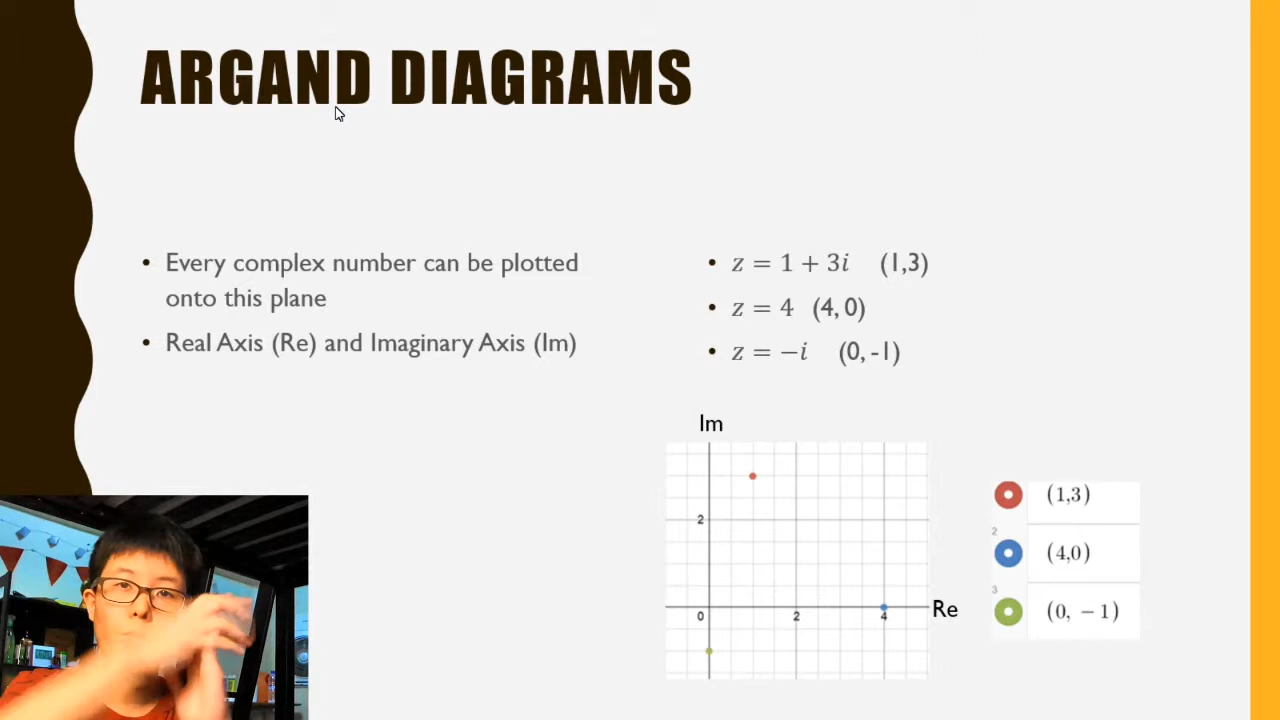 ARGAND DIAGRAMS
• Every complex number can be plotted
onto this plane
• Real Axis (Re) and Imaginary Axis (Im)
• z = 1 + 3i (1,3)
• z = 4 (4, 0)
• z = −i (0, -1)
Im
2
0 2 4
Re
(1,3)
2
(4,0)
3
(0, −1)